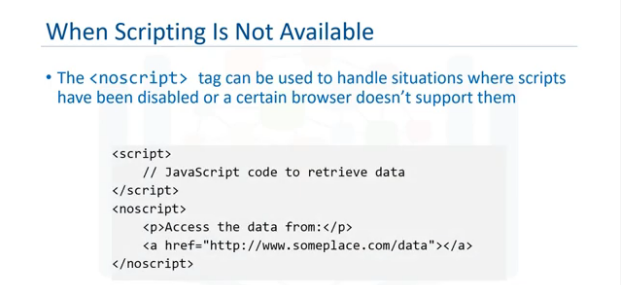 When Scripting Is Not Available
• The <noscript> tag can be used to handle situations where scripts
have been disabled or a certain browser doesn’t support them
<script>
// JavaScript code to retrieve data
</script>
<noscript>
<p>Access the data from:</p>
<a href="http://www.someplace.com/data"></a>
</noscript>